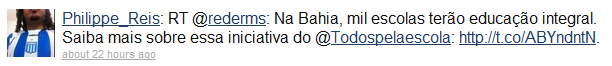 Philippe_Reis: RT @rederms: Na Bahia, mil escolas terão educação integral.
Saiba mais sobre essa iniciativa do @Todospelaescola: http://t.co/ABYndntN.
about 22 hours ago